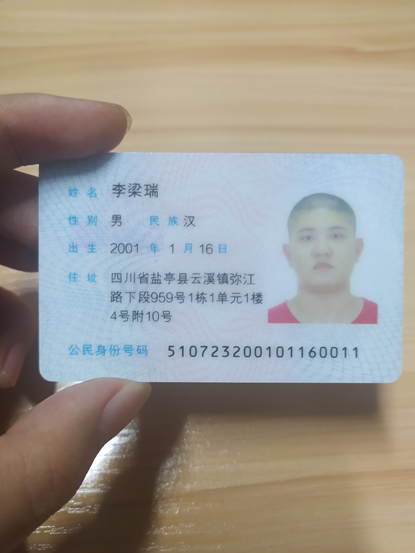 姓名 李梁瑞
性别 男 民族 汉
出生 2001 年 1 月 16 日
住址 四川省盐亭县云溪镇弥江
路下段959号1栋1单元1楼
4号附10号
公民身份号码 510723200101160011